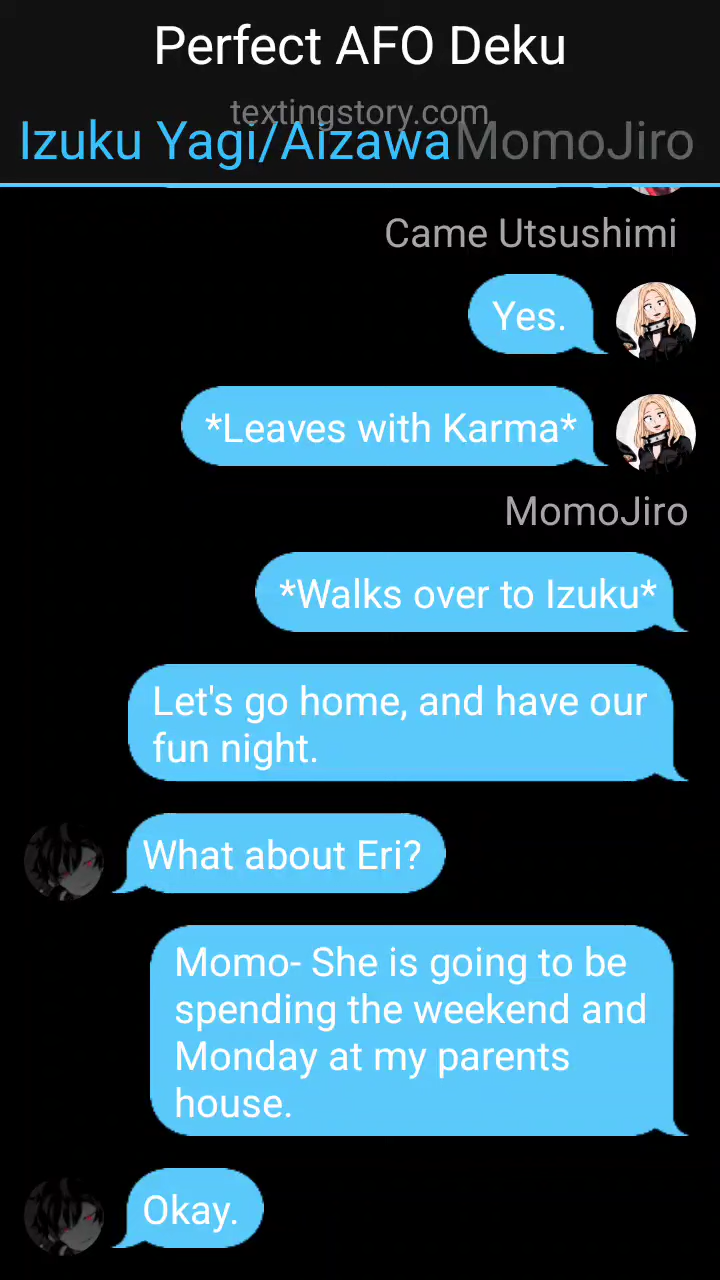 Perfect AFO Deku
textingstory.com
Izuku Yagi/Aizawa MomoJiro
Came Utsushimi
Yes.
*Leaves with Karma*
MomoJiro
*Walks over to Izuku*
Let's go home, and have our
fun night.
What about Eri?
Momo- She is going to be
spending the weekend and
Monday at my parents
house.
Okay.